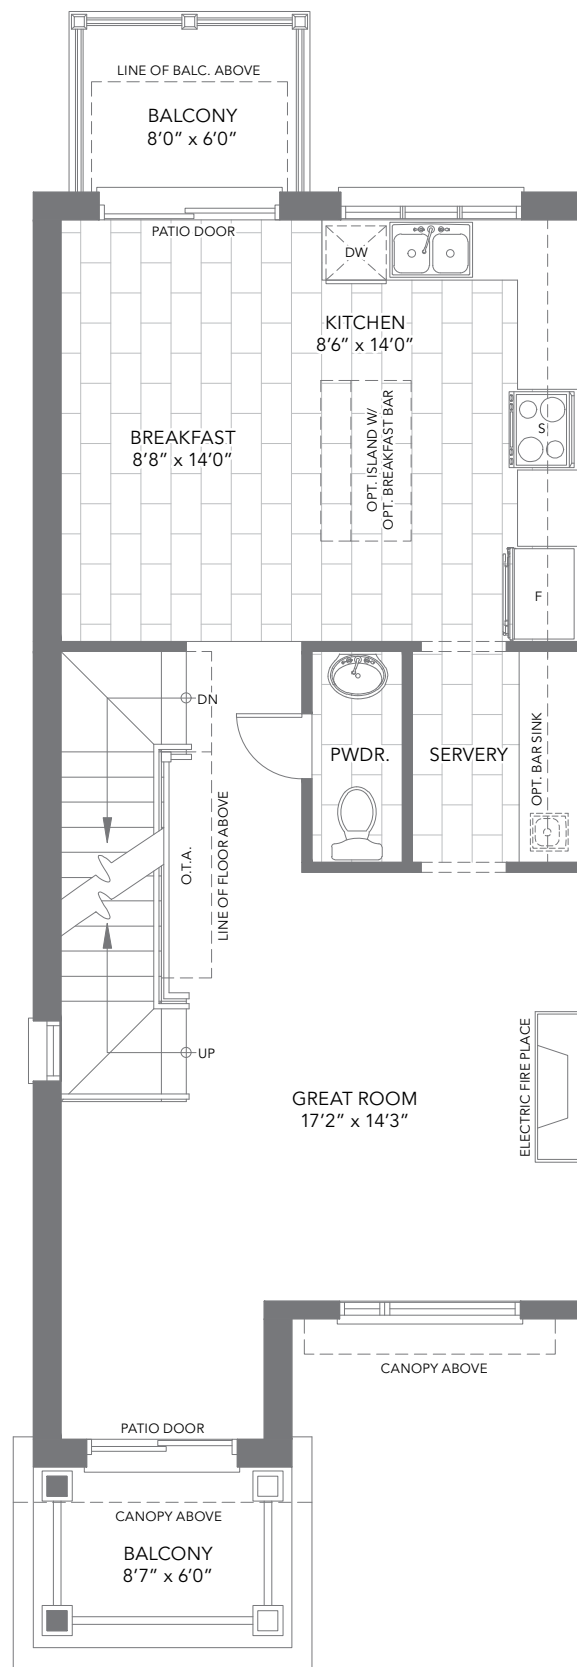 LINE OF BALC. ABOVE
BALCONY
8'0" x 6'0"
PATIO DOOR
DW
KITCHEN
8'6" x 14'0"
S
OPT. ISLAND W/
OPT. BREAKFAST BAR
BREAKFAST
8'8" x 14'0"
F
DN
PWDR.
SERVERY
OPT. BAR SINK
O.T.A.
LINE OF FLOOR ABOVE
UP
ELECTRIC FIRE PLACE
GREAT ROOM
17'2" x 14'3"
CANOPY ABOVE
PATIO DOOR
CANOPY ABOVE
BALCONY
8'7" x 6'0"